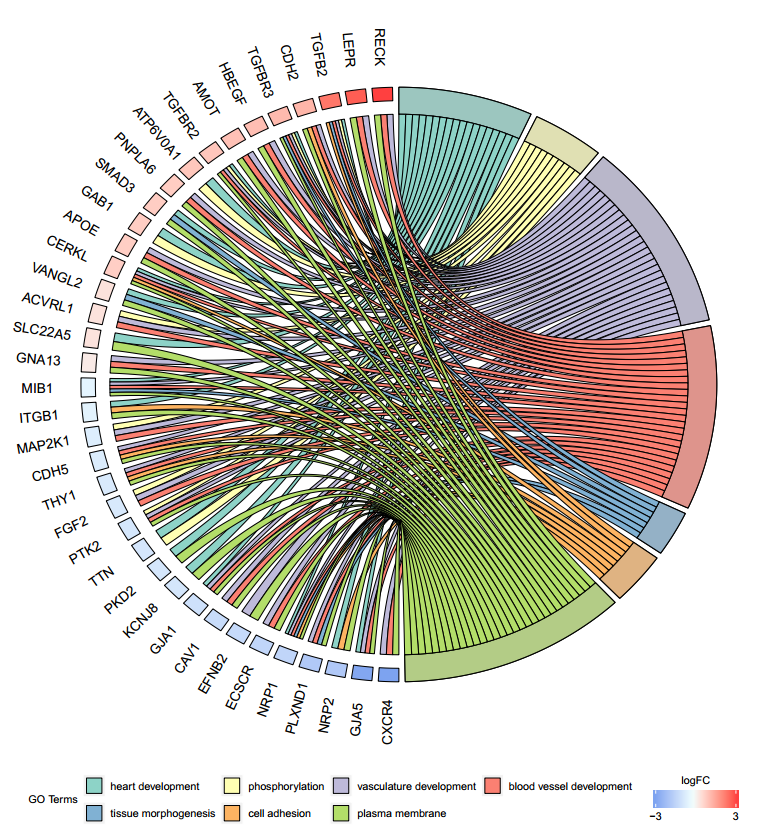 RECK
LEPR
TGFB2
CDH2
TGFBR3
HBEGF
AMOT
TGFBR2
ATP6V0A1
PNPLA6
SMAD3
GAB1
APOE
CERKL
VANGL2
ACVRL1
SLC22A5
GNA13
MIB1
ITGB1
MAP2K1
CDH5
THY1
FGF2
PTK2
TTN
PKD2
KCNJ8
GJA1
CAV1
EFNB2
ECSCR
NRP1
PLXND1
NRP2
GJA5
CXCR4
GO Terms
heart development phosphorylation vasculature development blood vessel development
tissue morphogenesis cell adhesion plasma membrane
logFC
−3 3